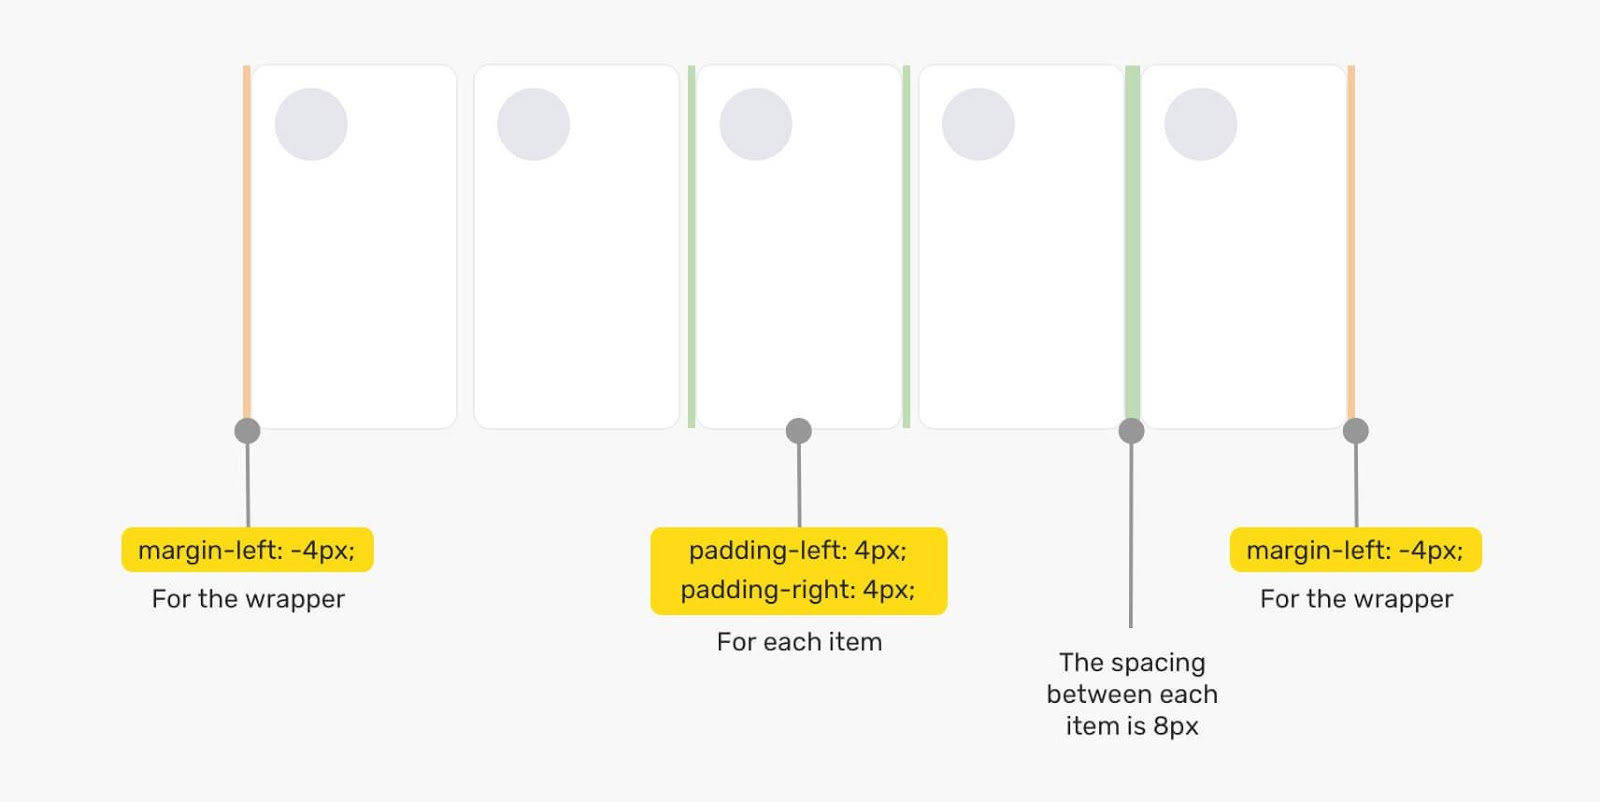 margin-left: -4px;
For the wrapper
padding-left: 4px;
padding-right: 4px;
For each item
The spacing
between each
item is 8px
margin-left: -4px;
For the wrapper